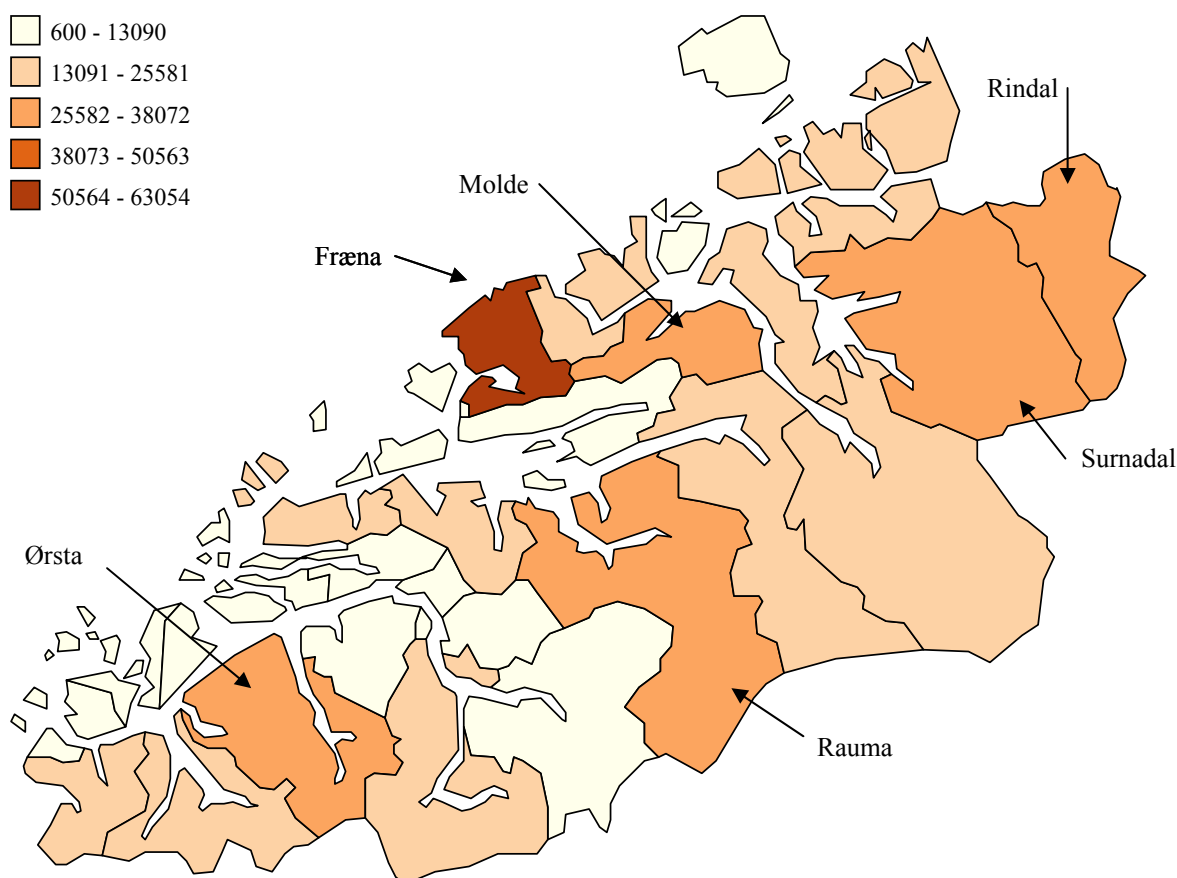 600 - 13090
13091 - 25581
25582 - 38072
38073 - 50563
50564 - 63054
Rindal
Molde
Fræna
Surnadal
Ørsta
Rauma